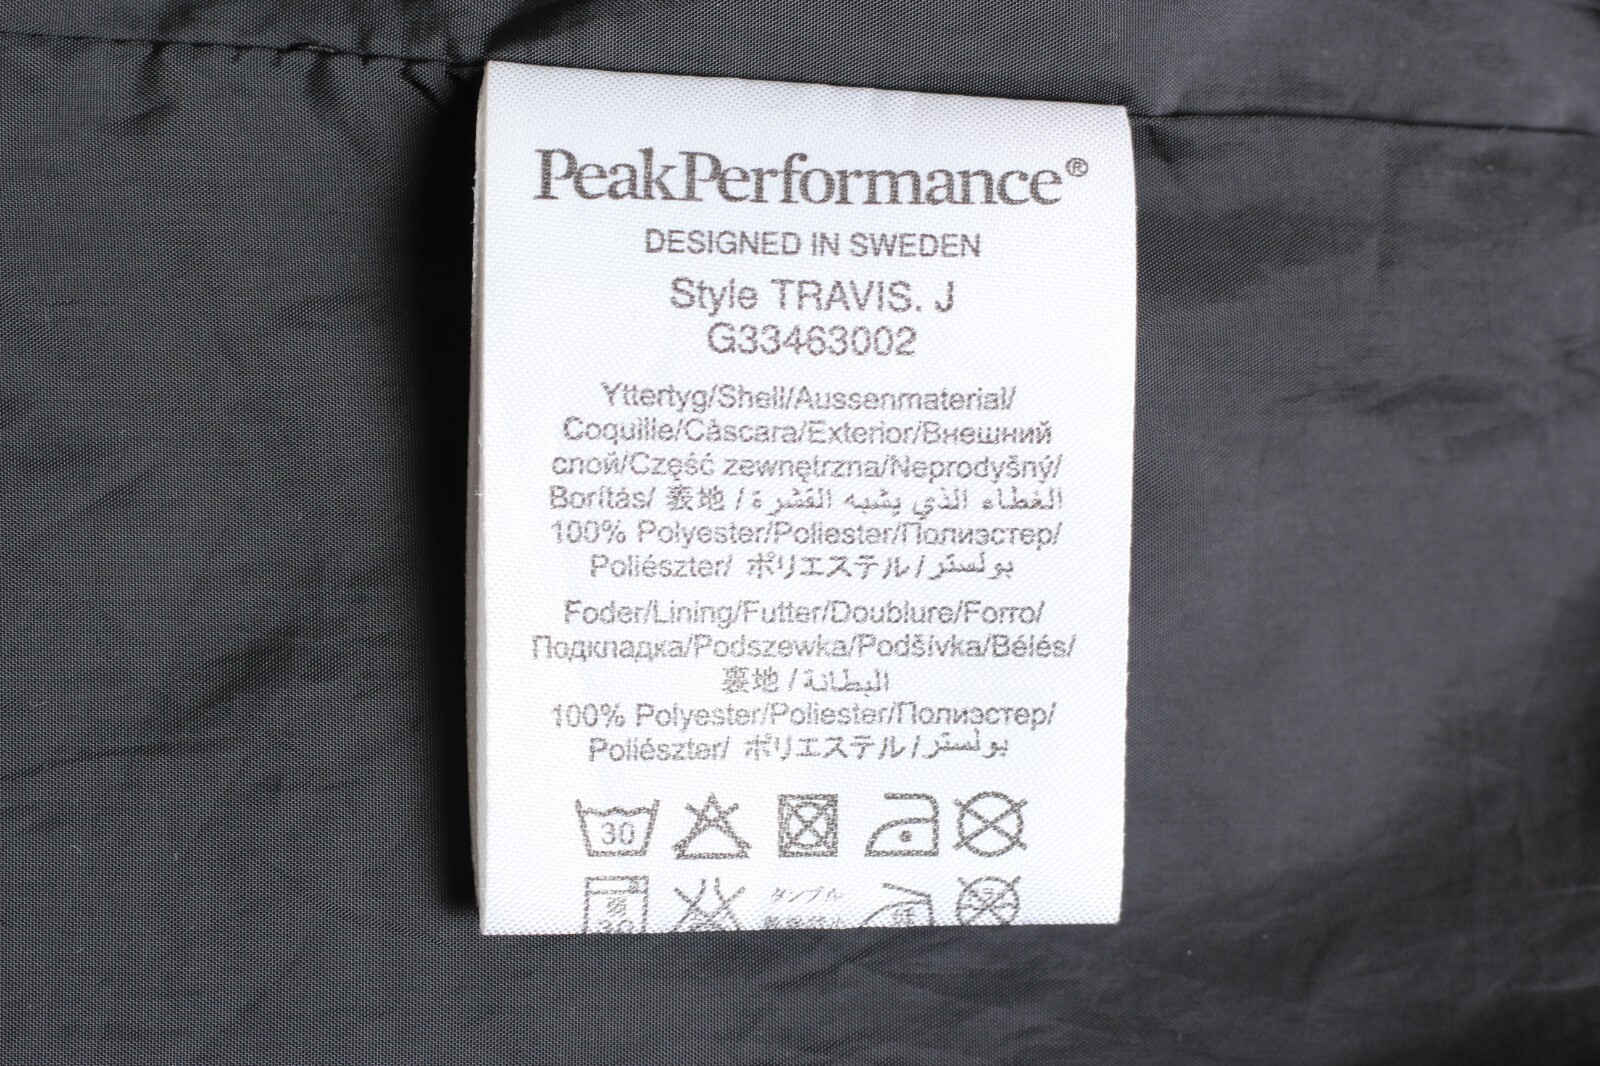 PeakPerformance®
DESIGNED IN SWEDEN
Style TRAVIS. J
G33463002
Yttertyg/Shell/Aussenmaterial/
Coquille/Càscara/Exterior/Внешний
слой/Część zewnętrzna/Neprodyšný/
Borítás/ 表地 / الغطاء الذي يشبه القشرة
100% Polyester/Poliester/Полиэстер/
Poliészter/ ポリエステル / بولستر
Foder/Lining/Futter/Doublure/Forro/
Подкладка/Podszewka/Podšívka/Bélés/
裏地 / البطانة
100% Polyester/Poliester/Полиэстер/
Poliészter/ ポリエステル / بولستر
30
タンブル